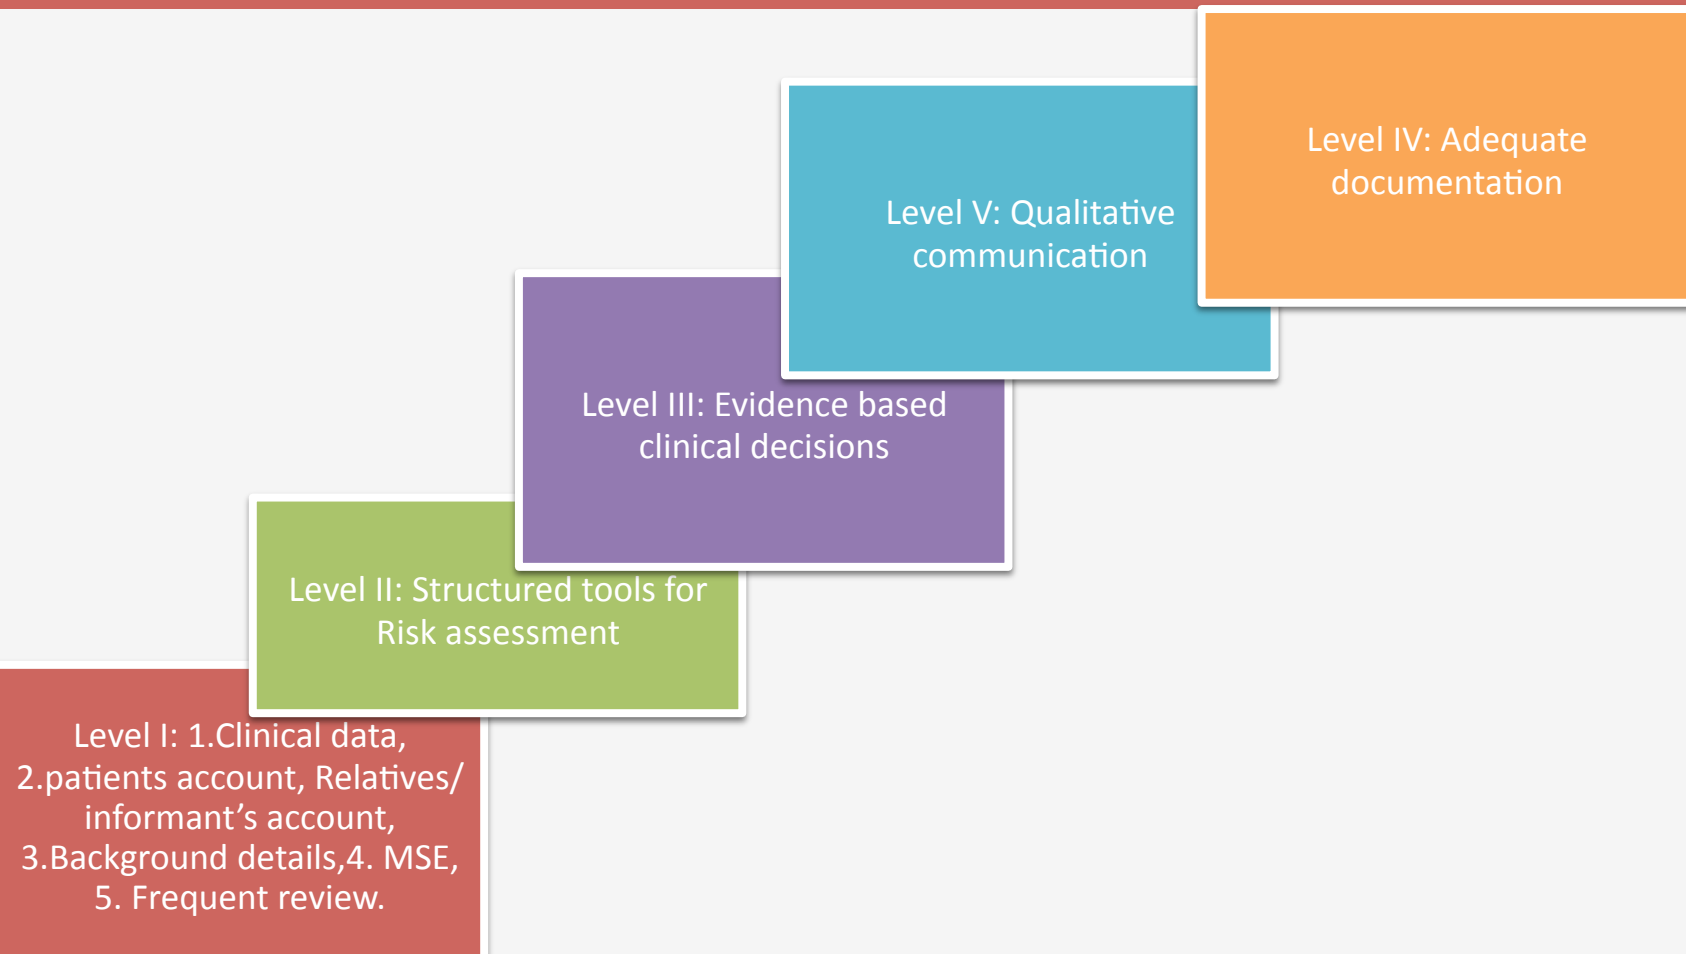 Level IV: Adequate
documentation
Level V: Qualitative
communication
Level III: Evidence based
clinical decisions
Level II: Structured tools for
Risk assessment
Level I: 1.Clinical data,
2.patients account, Relatives/
informant’s account,
3.Background details,4. MSE,
5. Frequent review.